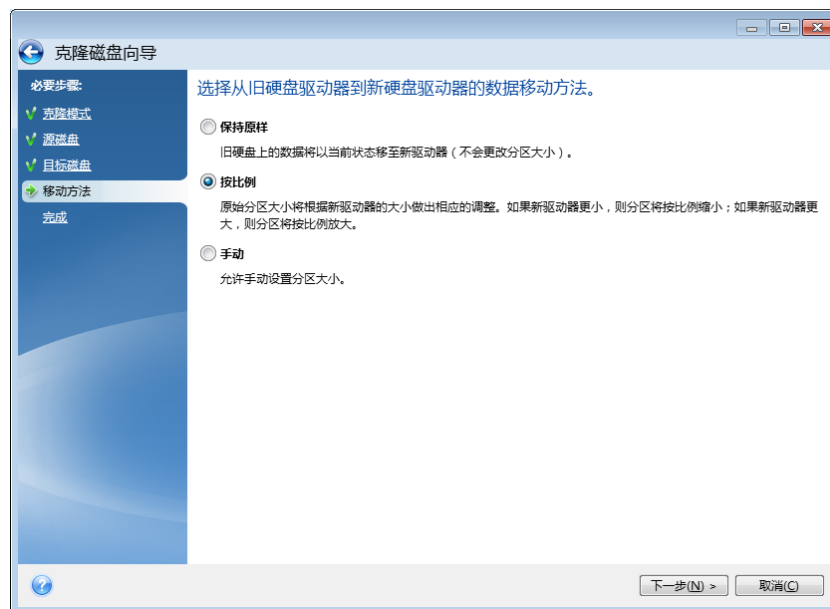 克隆磁盘向导
必要步骤:
克隆模式
源磁盘
目标磁盘
移动方法
完成
选择从旧硬盘驱动器到新硬盘驱动器的数据移动方法。
保持原样
旧硬盘上的数据将以当前状态移至新驱动器（不会更改分区大小）。
按比例
原始分区大小将根据新驱动器的大小做出相应的调整。如果新驱动器更小，则分区将按比例缩小；如果新驱动器更
大，则分区将按比例放大。
手动
允许手动设置分区大小。
下一步(N) >
取消(C)